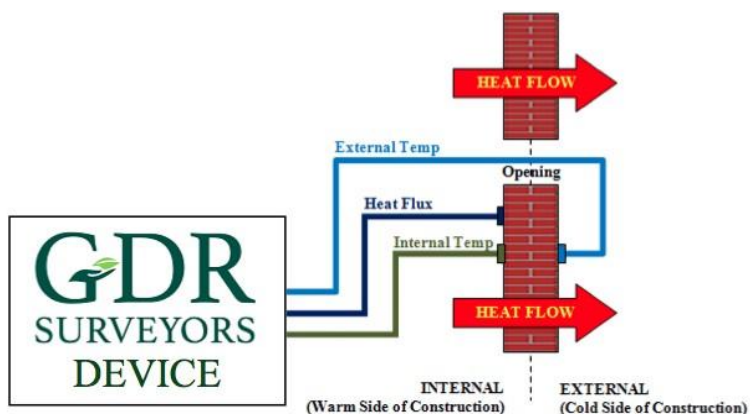 HEAT FLOW
External Temp
Opening
Heat Flux
Internal Temp
GDR
SURVEYORS
DEVICE
HEAT FLOW
INTERNAL
(Warm Side of Construction)
EXTERNAL
(Cold Side of Construction)